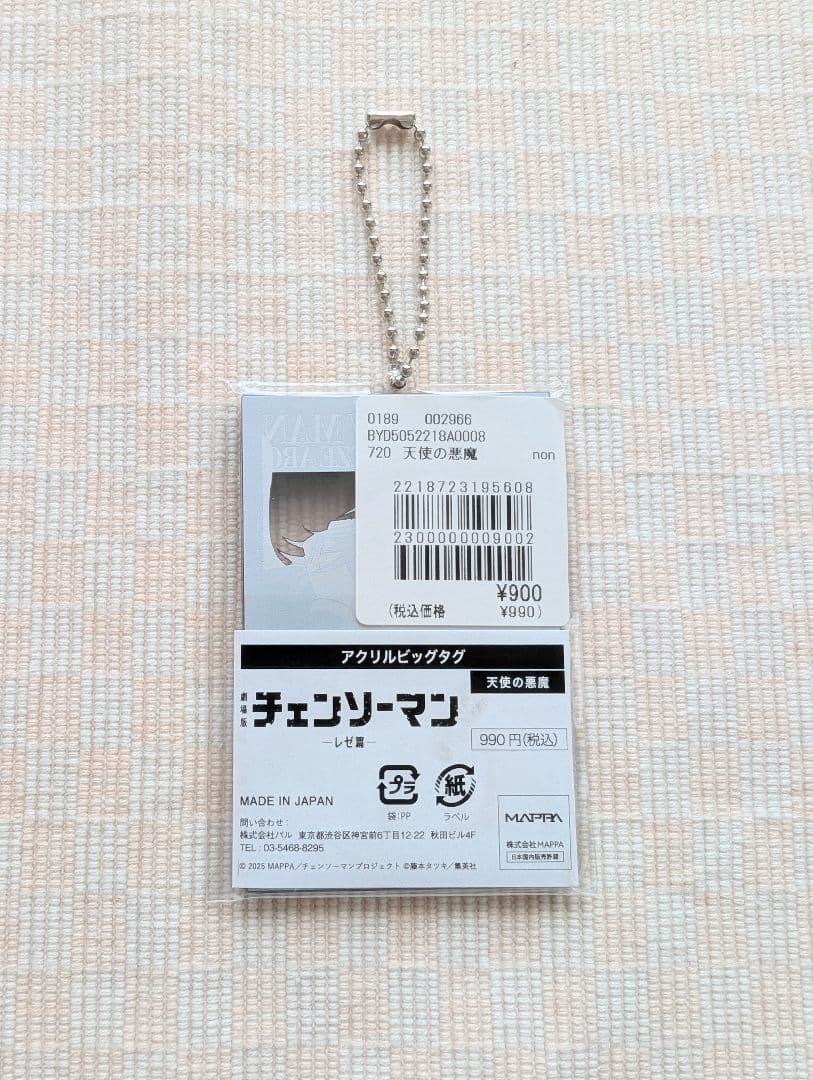 0189 002966
BYD5052218A0008
720 天使の悪魔 non
2218723195608
2300000009002
¥900
(税込価格 ¥990)
アクリルビッグタグ
天使の悪魔
劇場版 チェンソーマン
―レゼ篇―
990円(税込)
プラ 紙
袋:PP ラベル
MADE IN JAPAN
問い合わせ:
株式会社パル 東京都渋谷区神宮前6丁目12-22 秋田ビル4F
TEL : 03-5468-8295
© 2025 MAPPA/チェンソーマンプロジェクト ©藤本タツキ/集英社
MAPPA
株式会社MAPPA
日本国内販売許諾